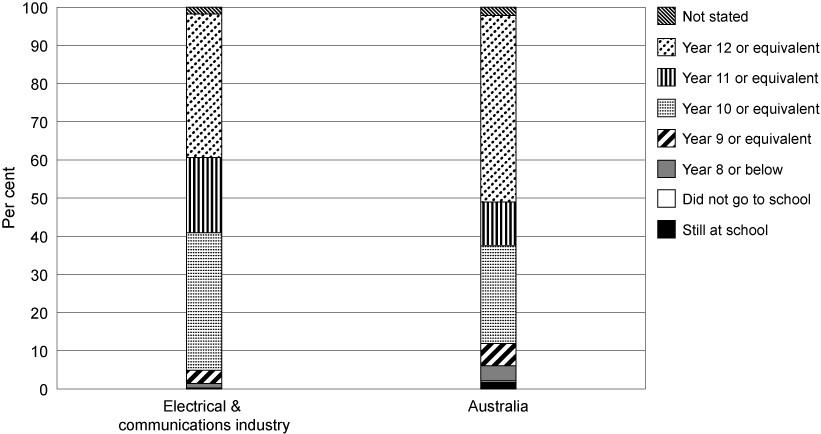 100
90
80
70
60
50
40
30
20
10
0
Per cent
Electrical &
communications industry
Australia
Not stated
Year 12 or equivalent
Year 11 or equivalent
Year 10 or equivalent
Year 9 or equivalent
Year 8 or below
Did not go to school
Still at school